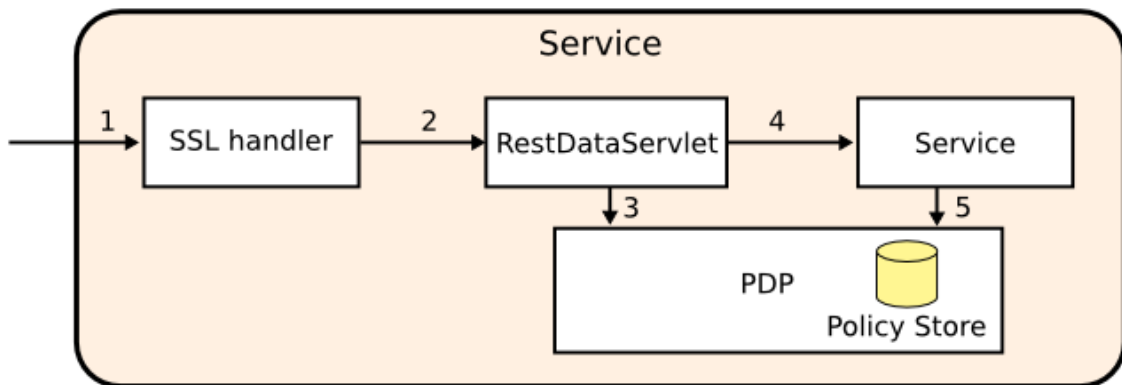 Service
1
SSL handler
2
RestDataServlet
4
Service
3
5
PDP
Policy Store